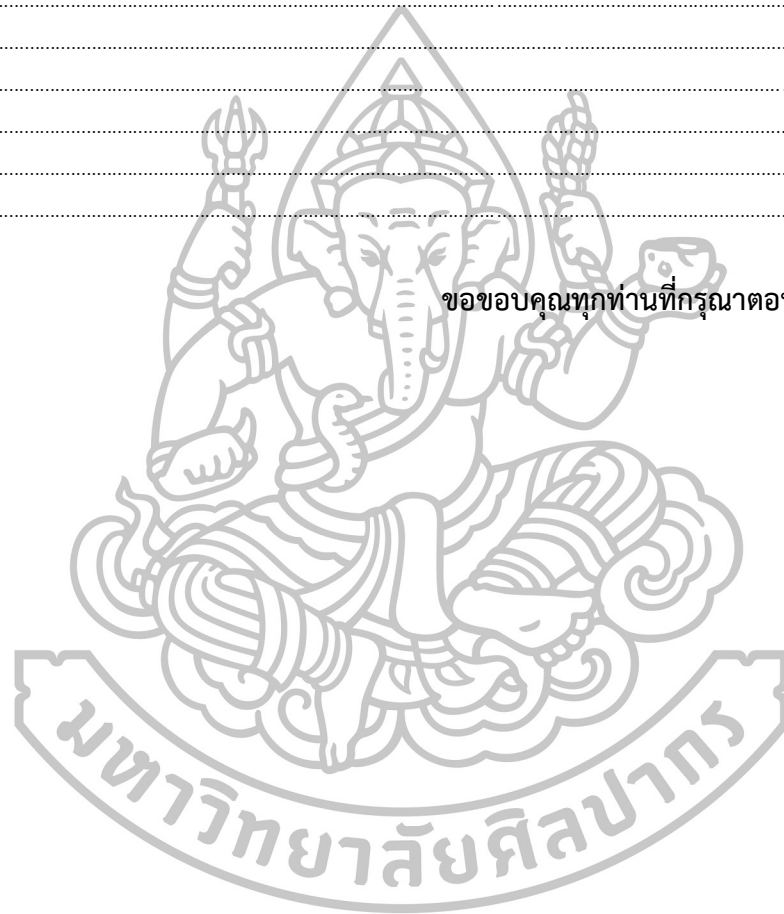 ขอขอบคุณทุกท่านที่กรุณาตอบ
มหาวิทยาลัยศิลปากร